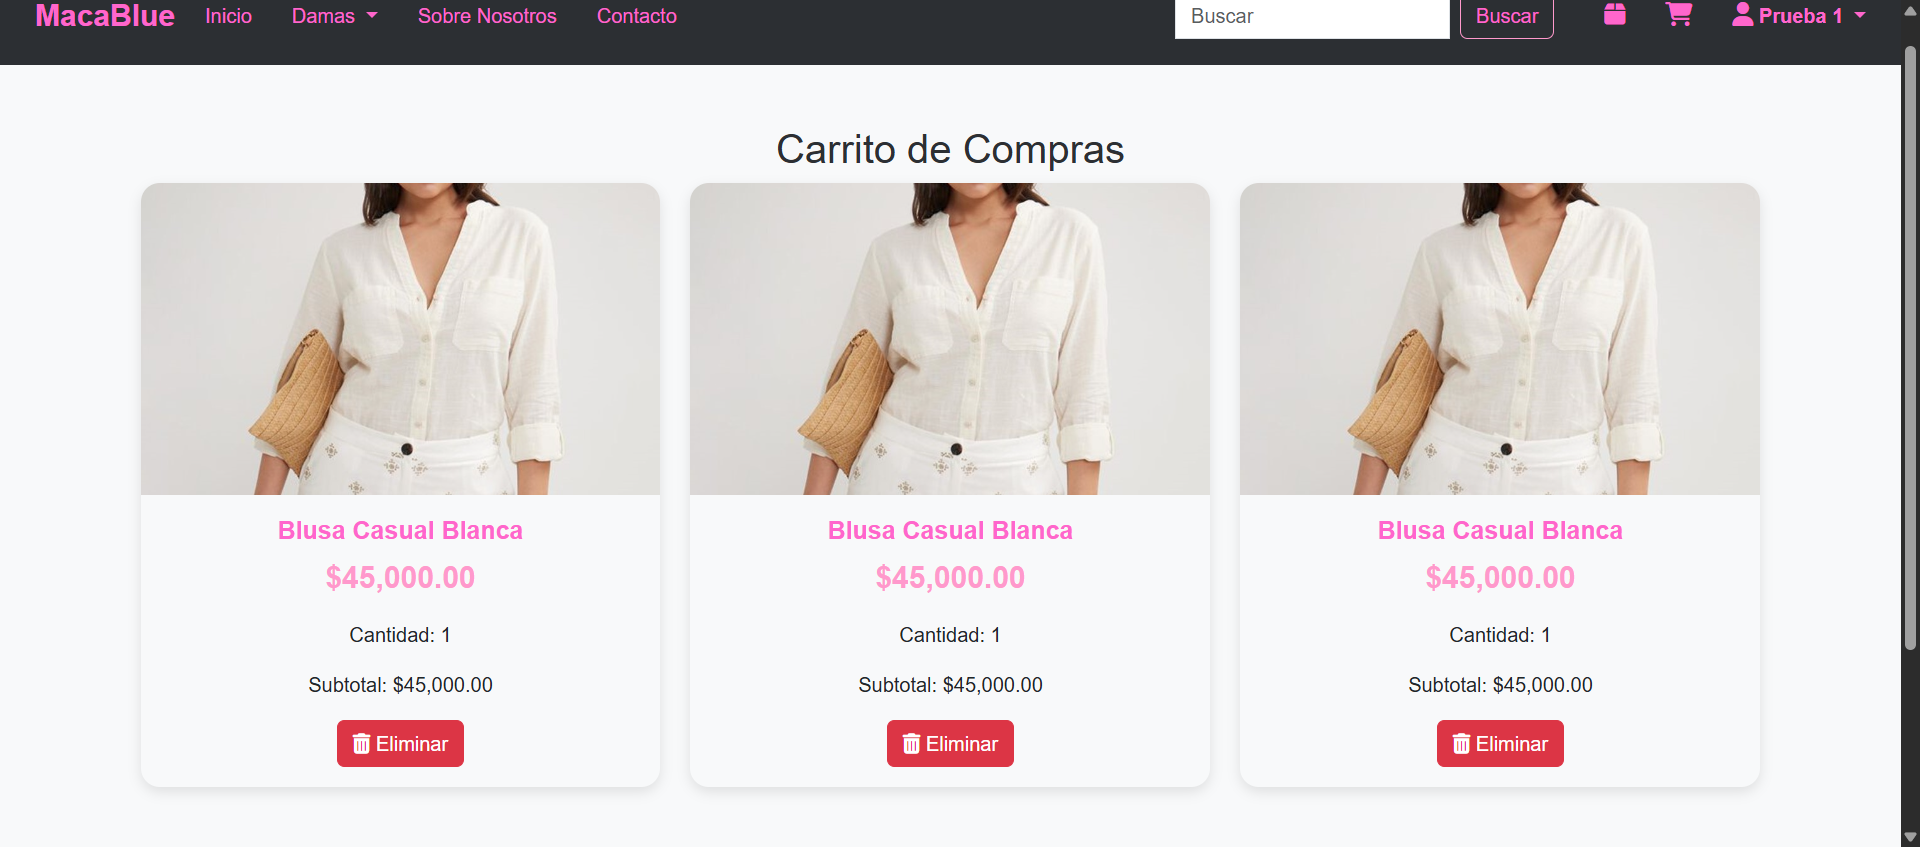 MacaBlue Inicio Damas Sobre Nosotros Contacto Buscar Buscar Prueba 1
Carrito de Compras
Blusa Casual Blanca
$45,000.00
Cantidad: 1
Subtotal: $45,000.00
Eliminar
Blusa Casual Blanca
$45,000.00
Cantidad: 1
Subtotal: $45,000.00
Eliminar
Blusa Casual Blanca
$45,000.00
Cantidad: 1
Subtotal: $45,000.00
Eliminar